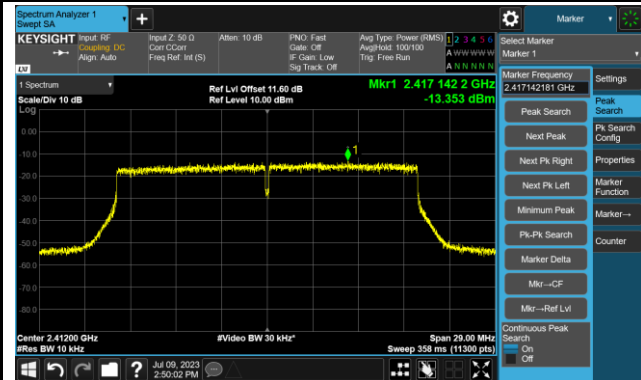 Spectrum Analyzer 1
Swept SA
Marker
KEYSIGHT
Input: RF
Coupling: DC
Align: Auto
Input Z: 50 Ω
Corr CCorr
Freq Ref: Int (S)
Atten: 10 dB
PNO: Fast
Gate: Off
IF Gain: Low
Sig Track: Off
Avg Type: Power (RMS)
Avg|Hold: 100/100
Trig: Free Run
1 2 3 4 5 6
A W W W W W
A N N N N N
LXI
Select Marker
Marker 1
1 Spectrum
Scale/Div 10 dB
Log
Ref Lvl Offset 11.60 dB
Ref Level 10.00 dBm
Mkr1 2.417 142 2 GHz
-13.353 dBm
0.00
-10.0
-20.0
-30.0
-40.0
-50.0
-60.0
-70.0
-80.0
1
Center 2.41200 GHz
#Res BW 10 kHz
#Video BW 30 kHz*
Span 29.00 MHz
Sweep 358 ms (11300 pts)
Marker Frequency
2.417142181 GHz
Peak Search
Next Peak
Next Pk Right
Next Pk Left
Minimum Peak
Pk-Pk Search
Marker Delta
Mkr→CF
Mkr→Ref Lvl
Continuous Peak
Search
On
Off
Settings
Peak
Search
Pk Search
Config
Properties
Marker
Function
Marker→
Counter
?
Jul 09, 2023
2:50:02 PM